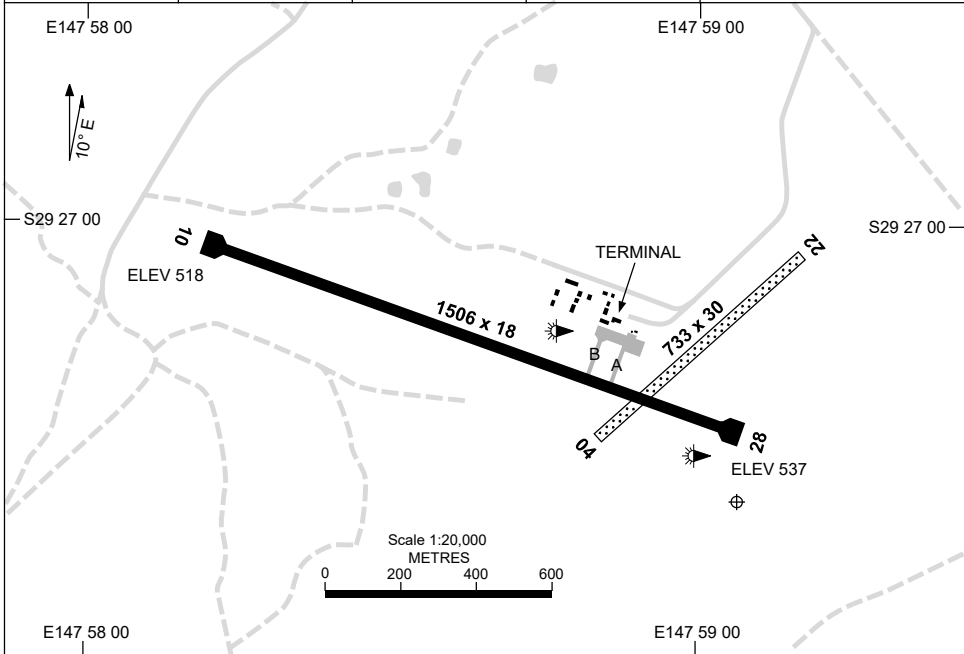 E147 58 00
E147 59 00
10° E
S29 27 00
S29 27 00
10
22
TERMINAL
ELEV 518
1506 x 18
733 x 30
B
A
04
28
ELEV 537
Scale 1:20,000
METRES
0 200 400 600
E147 58 00
E147 59 00